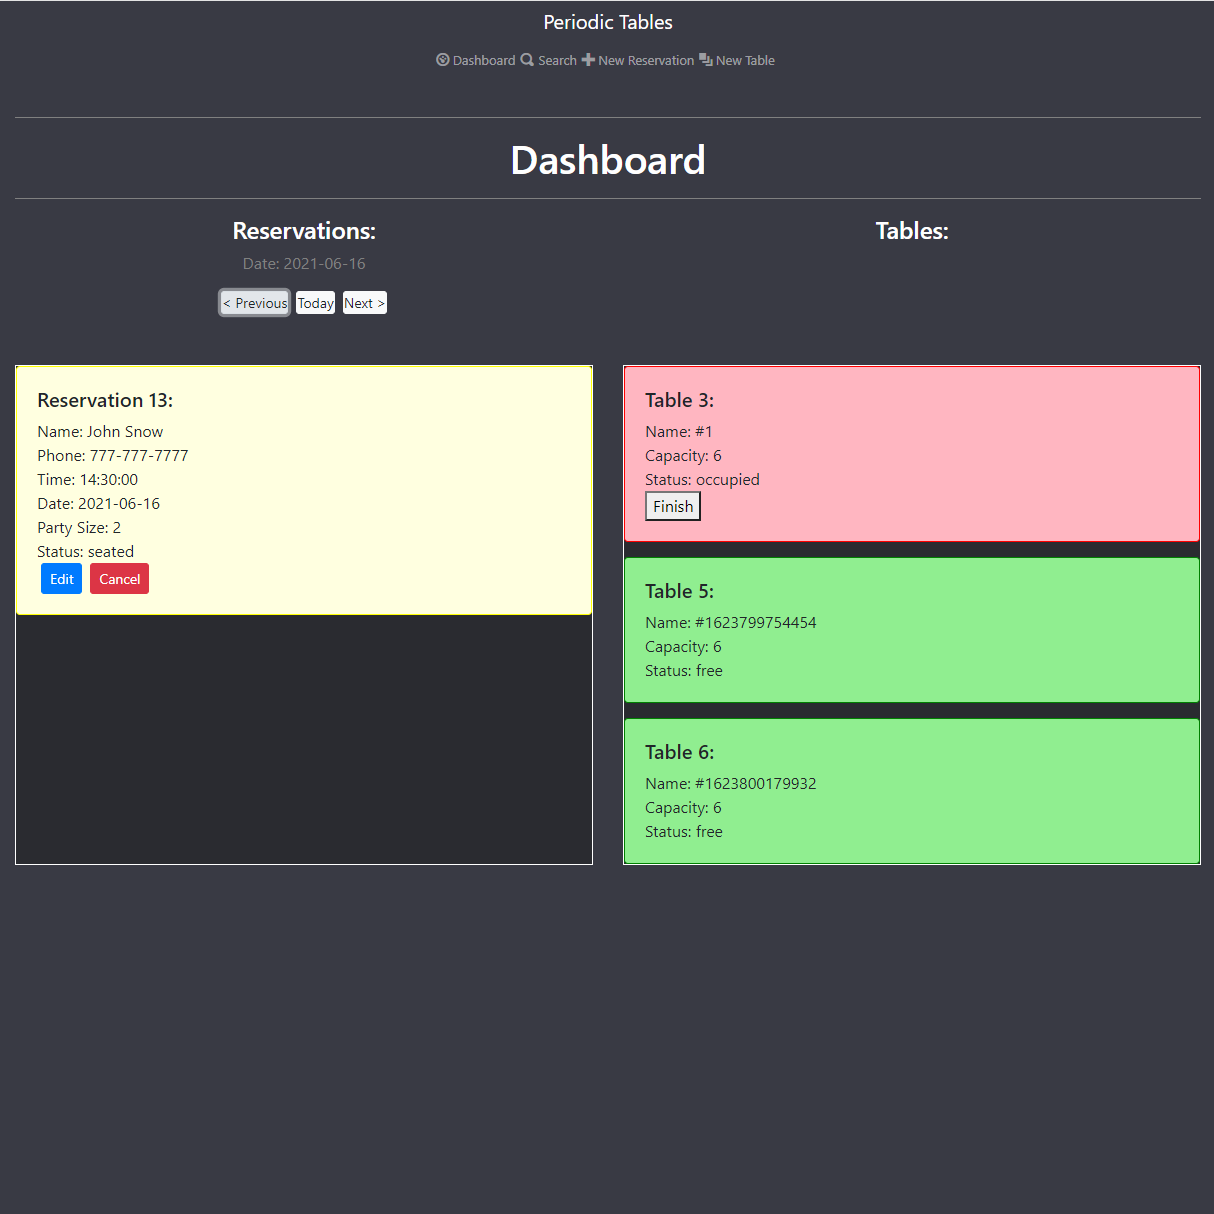 Periodic Tables
Dashboard Search New Reservation New Table
Dashboard
Reservations:
Date: 2021-06-16
< Previous Today Next >
Reservation 13:
Name: John Snow
Phone: 777-777-7777
Time: 14:30:00
Date: 2021-06-16
Party Size: 2
Status: seated
Edit Cancel
Tables:
Table 3:
Name: #1
Capacity: 6
Status: occupied
Finish
Table 5:
Name: #1623799754454
Capacity: 6
Status: free
Table 6:
Name: #1623800179932
Capacity: 6
Status: free